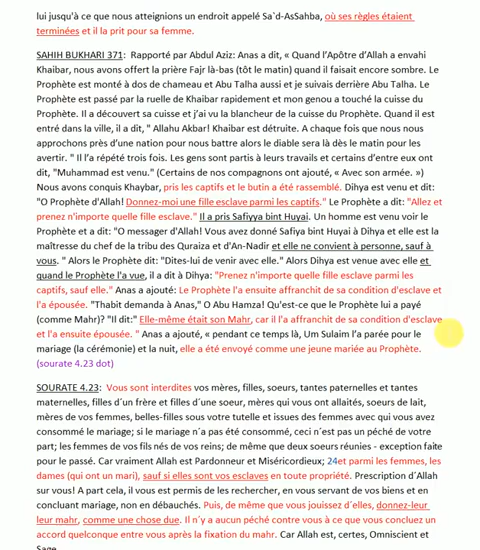 lui jusqu'à ce que nous atteignions un endroit appelé Sa`d-AsSahba, où ses règles étaient
terminées et il la prit pour sa femme.
SAHIH BUKHARI 371: Rapporté par Abdul Aziz: Anas a dit, « Quand l'Apôtre d'Allah a envahi
Khaibar, nous avons offert la prière Fajr là-bas (tôt le matin) quand il faisait encore sombre. Le
Prophète est monté à dos de chameau et Abu Talha aussi et je suivais derrière Abu Talha. Le
Prophète est passé par la ruelle de Khaibar rapidement et mon genou a touché la cuisse du
Prophète. Il a découvert sa cuisse et j'ai vu la blancheur de la cuisse du Prophète. Quand il est
entré dans la ville, il a dit, " Allahu Akbar! Khaibar est détruite. A chaque fois que nous nous
approchons près d'une nation pour nous battre alors le diable sera là dès le matin pour les
avertir. " Il l'a répété trois fois. Les gens sont partis à leurs travails et certains d'entre eux ont
dit, "Muhammad est venu." (Certains de nos compagnons ont ajouté, « Avec son armée. »)
Nous avons conquis Khaybar, pris les captifs et le butin a été rassemblé. Dihya est venu et dit:
"O Prophète d'Allah! Donnez-moi une fille esclave parmi les captifs." Le Prophète a dit: "Allez et
prenez n'importe quelle fille esclave." Il a pris Safiyya bint Huyai. Un homme est venu voir le
Prophète et a dit: "O messager d'Allah! Vous avez donné Safiya bint Huyai à Dihya et elle est la
maîtresse du chef de la tribu des Quraiza et d'An-Nadir et elle ne convient à personne, sauf à
vous. " Alors le Prophète dit: "Dites-lui de venir avec elle." Alors Dihya est venue avec elle et
quand le Prophète l'a vue, il a dit à Dihya: "Prenez n'importe quelle fille esclave parmi les
captifs, sauf elle." Anas a ajouté: Le Prophète l'a ensuite affranchit de sa condition d'esclave et
l'a épousée. "Thabit demanda à Anas," O Abu Hamza! Qu'est-ce que le Prophète lui a payé
(comme Mahr)? "Il dit:" Elle-même était son Mahr, car il l'a affranchit de sa condition d'esclave
et l'a ensuite épousée. " Anas a ajouté, « pendant ce temps là, Um Sulaim l'a parée pour le
mariage (la cérémonie) et la nuit, elle a été envoyé comme une jeune mariée au Prophète.
(sourate 4.23 dot)
SOURATE 4.23: Vous sont interdites vos mères, filles, soeurs, tantes paternelles et tantes
maternelles, filles d´un frère et filles d´une soeur, mères qui vous ont allaités, soeurs de lait,
mères de vos femmes, belles-filles sous votre tutelle et issues des femmes avec qui vous avez
consommé le mariage; si le mariage n´a pas été consommé, ceci n´est pas un péché de votre
part; les femmes de vos fils nés de vos reins; de même que deux soeurs réunies - exception faite
pour le passé. Car vraiment Allah est Pardonneur et Miséricordieux; 24et parmi les femmes, les
dames (qui ont un mari), sauf si elles sont vos esclaves en toute propriété. Prescription d´Allah
sur vous! A part cela, il vous est permis de les rechercher, en vous servant de vos biens et en
concluant mariage, non en débauchés. Puis, de même que vous jouissez d´elles, donnez-leur
leur mahr, comme une chose due. Il n´y a aucun péché contre vous à ce que vous concluez un
accord quelconque entre vous après la fixation du mahr. Car Allah est, certes, Omniscient et
Sage.